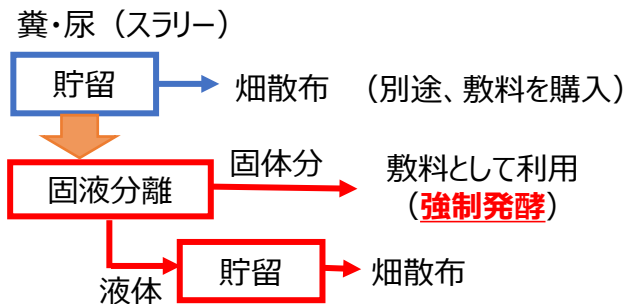 糞・尿（スラリー）
貯留
畑散布　（別途、敷料を購入）
固体分
固液分離
敷料として利用
（強制発酵）
貯留
畑散布
液体